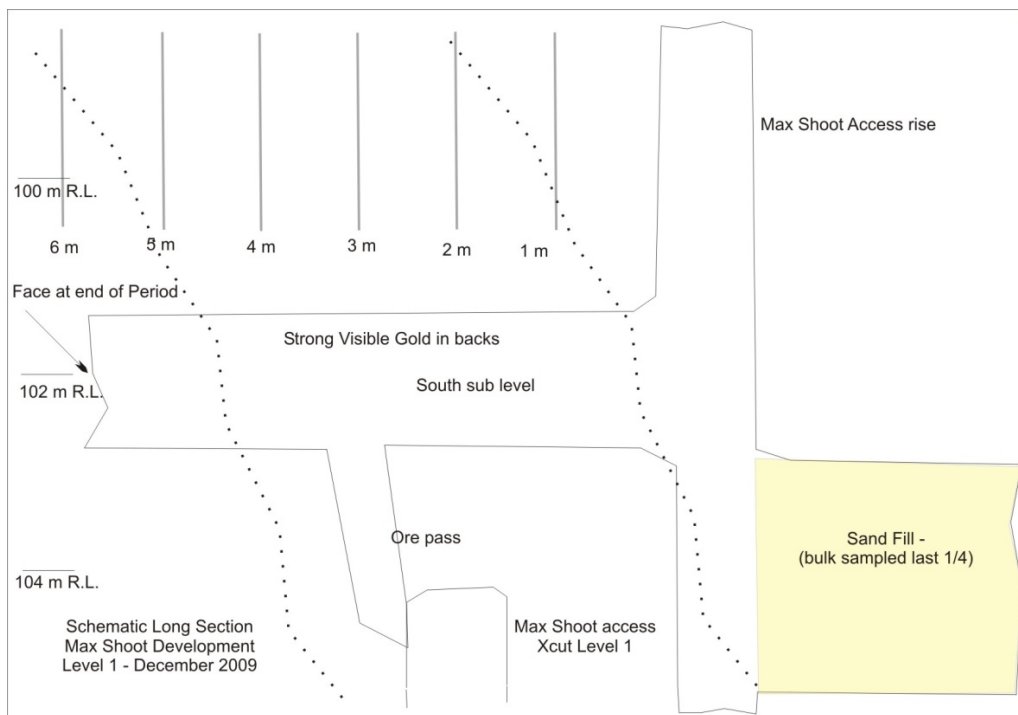 Max Shoot Access rise
100 m R.L.
6 m
5 m
4 m
3 m
2 m
1 m
Face at end of Period
Strong Visible Gold in backs
102 m R.L.
South sub level
Ore pass
Sand Fill -
(bulk sampled last 1/4)
104 m R.L.
Schematic Long Section
Max Shoot Development
Level 1 - December 2009
Max Shoot access
Xcut Level 1